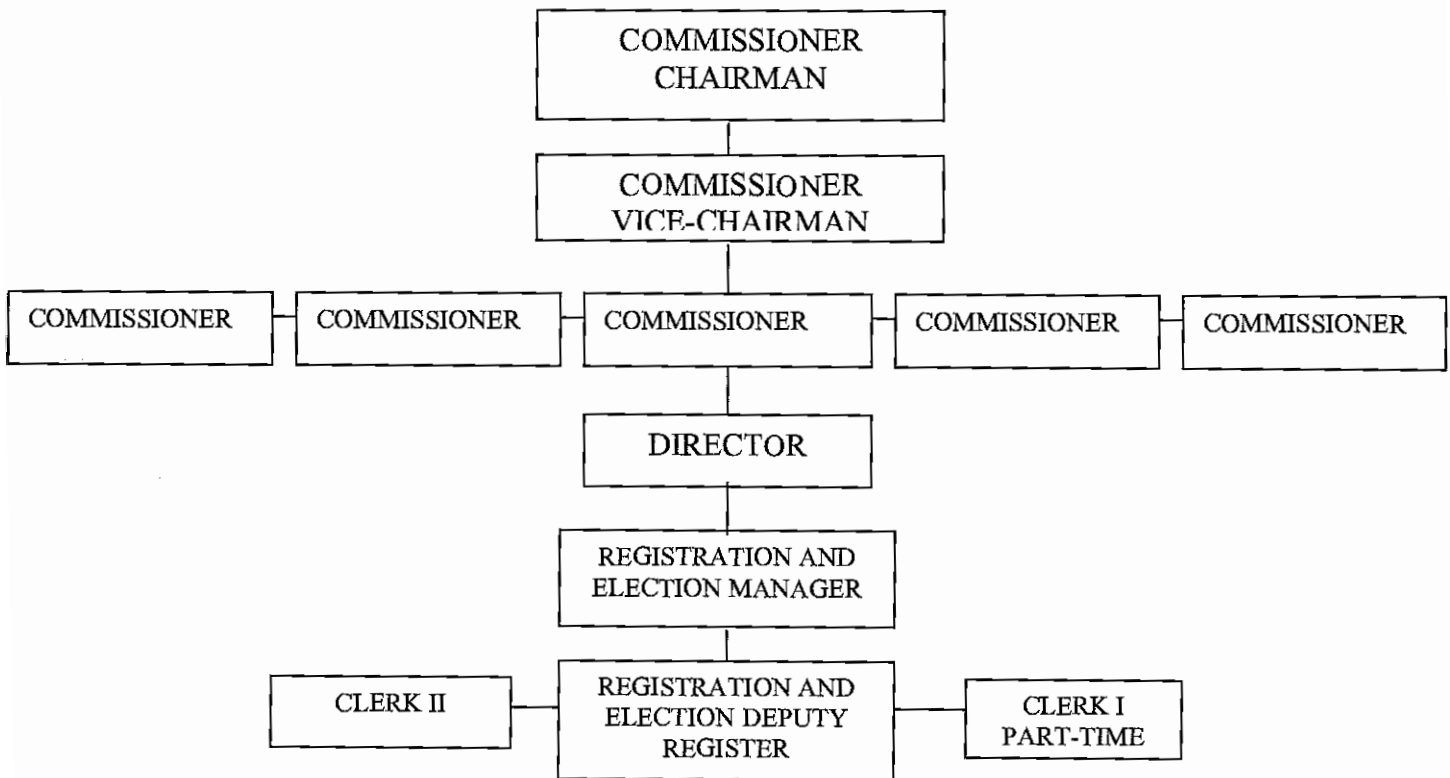 COMMISSIONER
CHAIRMAN
COMMISSIONER
VICE-CHAIRMAN
COMMISSIONER
COMMISSIONER
COMMISSIONER
COMMISSIONER
COMMISSIONER
DIRECTOR
REGISTRATION AND
ELECTION MANAGER
CLERK II
REGISTRATION AND
ELECTION DEPUTY
REGISTER
CLERK I
PART-TIME